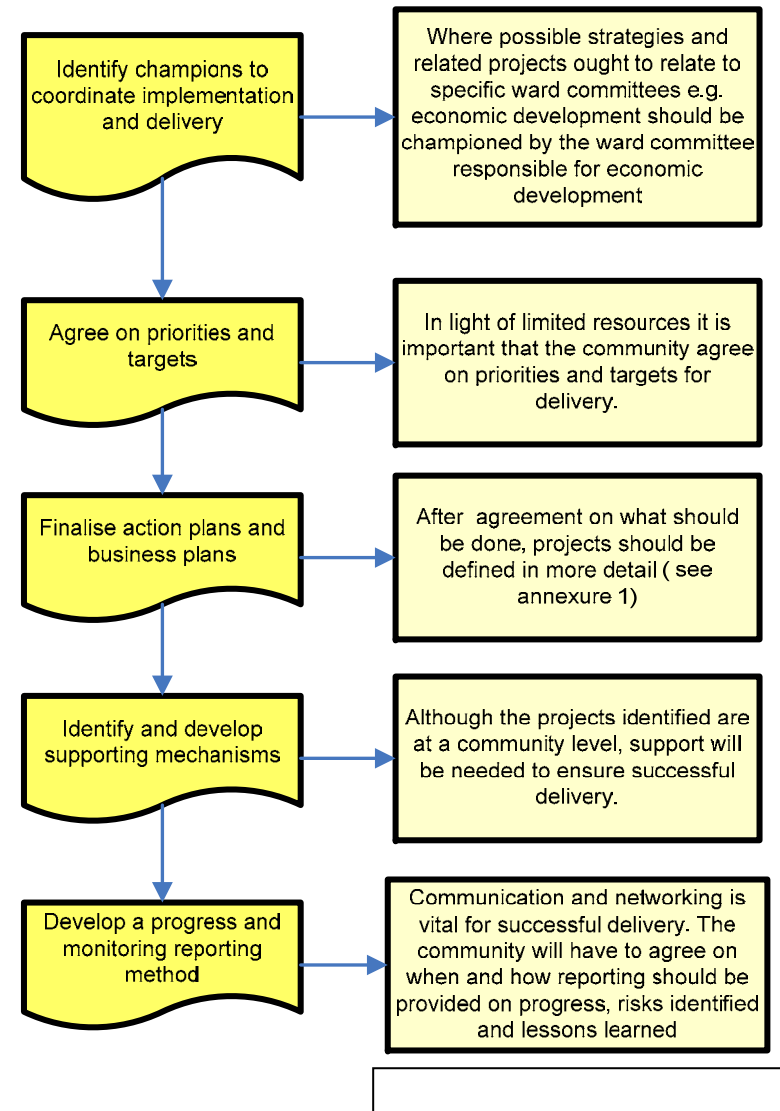 Identify champions to
coordinate implementation
and delivery
Where possible strategies and
related projects ought to relate to
specific ward committees e.g.
economic development should be
championed by the ward committee
responsible for economic
development
Agree on priorities and
targets
In light of limited resources it is
important that the community agree
on priorities and targets for
delivery.
Finalise action plans and
business plans
After agreement on what should
be done, projects should be
defined in more detail ( see
annexure 1)
Identify and develop
supporting mechanisms
Although the projects identified are
at a community level, support will
be needed to ensure successful
delivery.
Develop a progress and
monitoring reporting
method
Communication and networking is
vital for successful delivery. The
community will have to agree on
when and how reporting should be
provided on progress, risks identified
and lessons learned